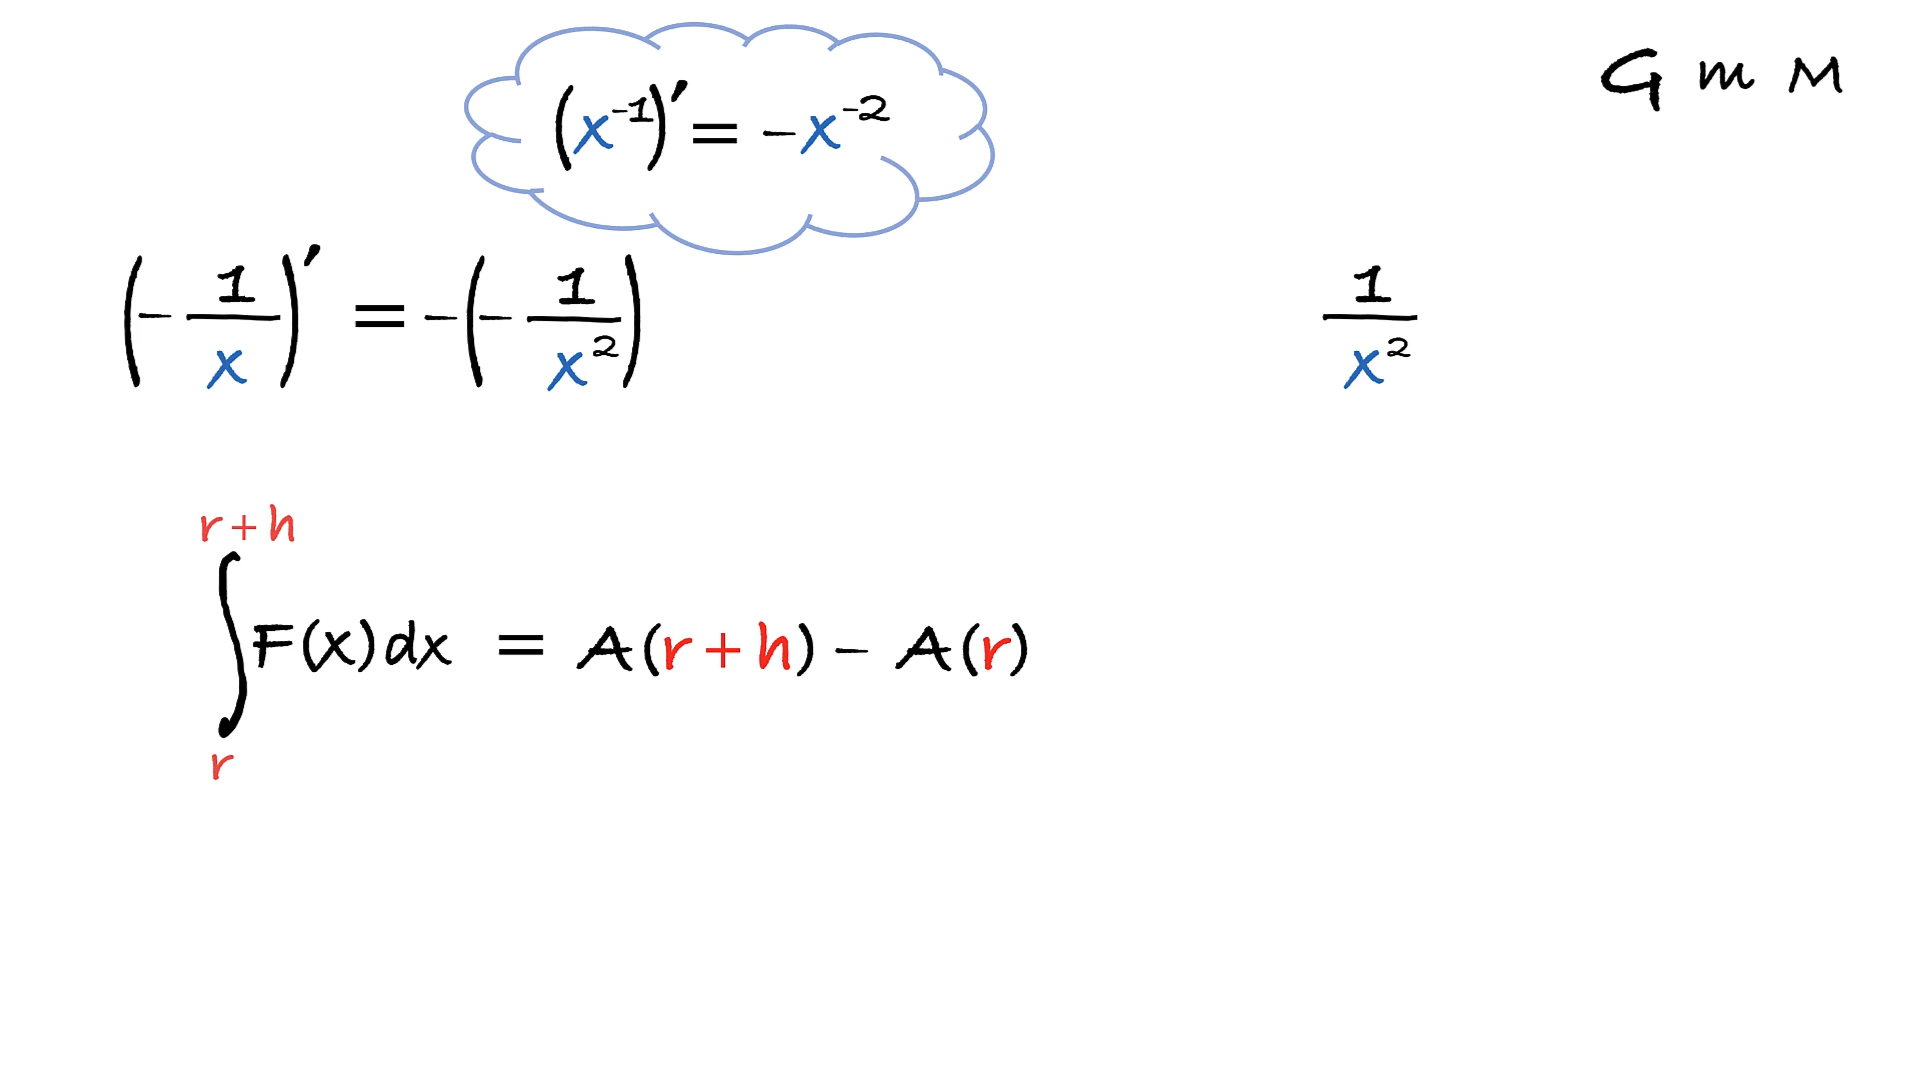 G m M
(x⁻¹)′ = −x⁻²
(− 1/x)′ = −(− 1/x²)
1/x²
r + h
∫ F(x) dx = A(r + h) − A(r)
r